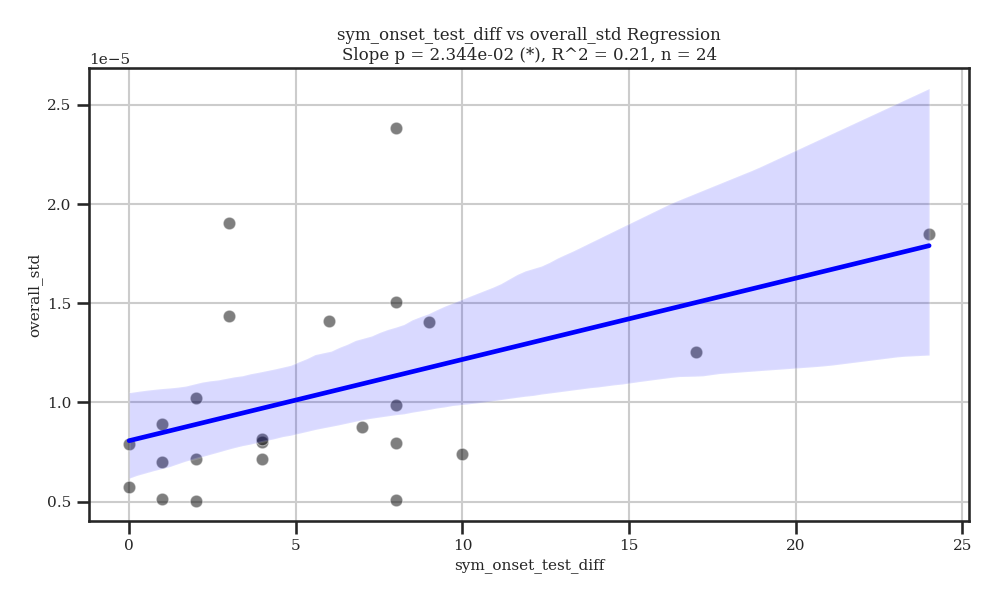 sym_onset_test_diff vs overall_std Regression
Slope p = 2.344e-02 (*), R^2 = 0.21, n = 24
1e−5
2.5
2.0
1.5
1.0
0.5
overall_std
0 5 10 15 20 25
sym_onset_test_diff